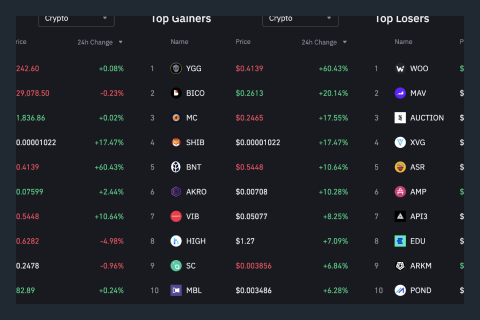 Crypto Top Gainers Crypto Top Losers
rice 24h Change Name Price 24h Change Name P
242.60 +0.08% 1 YGG $0.4139 +60.43% 1 WOO $
29,078.50 -0.23% 2 BICO $0.2613 +20.14% 2 MAV $
1,836.86 +0.02% 3 MC $0.2465 +17.55% 3 AUCTION $
0.00001022 +17.47% 4 SHIB $0.00001022 +17.47% 4 XVG $
0.4139 +60.43% 5 BNT $0.5448 +10.64% 5 ASR $
0.07599 +2.44% 6 AKRO $0.00708 +10.28% 6 AMP $
0.5448 +10.64% 7 VIB $0.05077 +8.25% 7 API3 $
0.6282 -4.98% 8 HIGH $1.27 +7.09% 8 EDU $
0.2478 -0.96% 9 SC $0.003856 +6.84% 9 ARKM $
82.89 +0.24% 10 MBL $0.003486 +6.28% 10 POND $